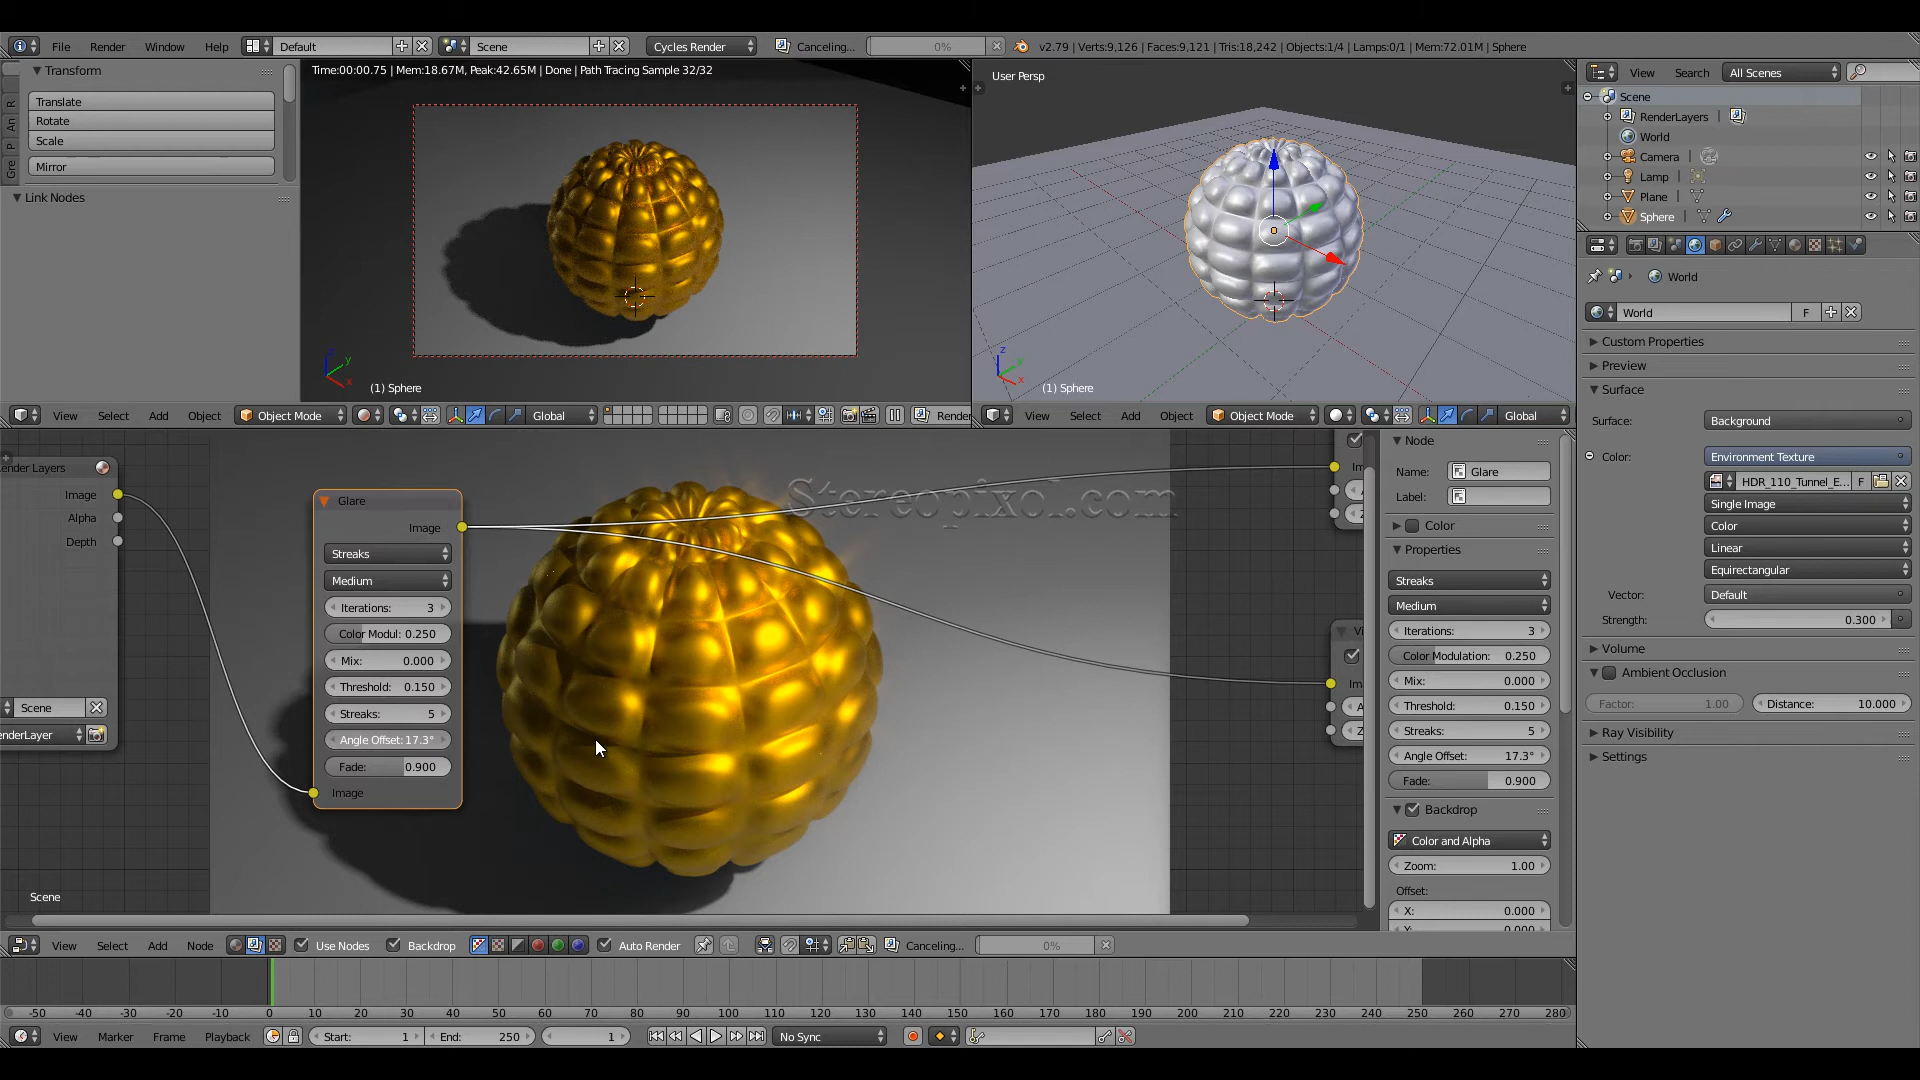 File Render Window Help Default Scene Cycles Render Canceling... 0% v2.79 | Verts:9,126 | Faces:9,121 | Tris:18,242 | Objects:1/4 | Lamps:0/1 | Mem:72.01M | Sphere
Transform
Translate
Rotate
Scale
Mirror
Link Nodes
R
An
P
Gre
Time:00:00.75 | Mem:18.67M, Peak:42.65M | Done | Path Tracing Sample 32/32
(1) Sphere
View Select Add Object Object Mode Global Render
User Persp
(1) Sphere
View Select Add Object Object Mode Global
View Search All Scenes
Scene
RenderLayers
World
Camera
Lamp
Plane
Sphere
World
World F
Custom Properties
Preview
Surface
Surface: Background
Color: Environment Texture
HDR_110_Tunnel_E... F
Single Image
Color
Linear
Equirectangular
Vector: Default
Strength: 0.300
Volume
Ambient Occlusion
Factor: 1.00 Distance: 10.000
Ray Visibility
Settings
ender Layers
Image
Alpha
Depth
Scene
enderLayer
Glare
Image
Streaks
Medium
Iterations: 3
Color Modul: 0.250
Mix: 0.000
Threshold: 0.150
Streaks: 5
Angle Offset: 17.3°
Fade: 0.900
Image
Stereopixol.com
Im
A
Z
Vi
Im
A
Z
Scene
Node
Name: Glare
Label:
Color
Properties
Streaks
Medium
Iterations: 3
Color Modulation: 0.250
Mix: 0.000
Threshold: 0.150
Streaks: 5
Angle Offset: 17.3°
Fade: 0.900
Backdrop
Color and Alpha
Zoom: 1.00
Offset:
X: 0.000
View Select Add Node Use Nodes Backdrop Auto Render Canceling... 0%
-50 -40 -30 -20 -10 0 10 20 30 40 50 60 70 80 90 100 110 120 130 140 150 160 170 180 190 200 210 220 230 240 250 260 270 280
View Marker Frame Playback Start: 1 End: 250 1 No Sync